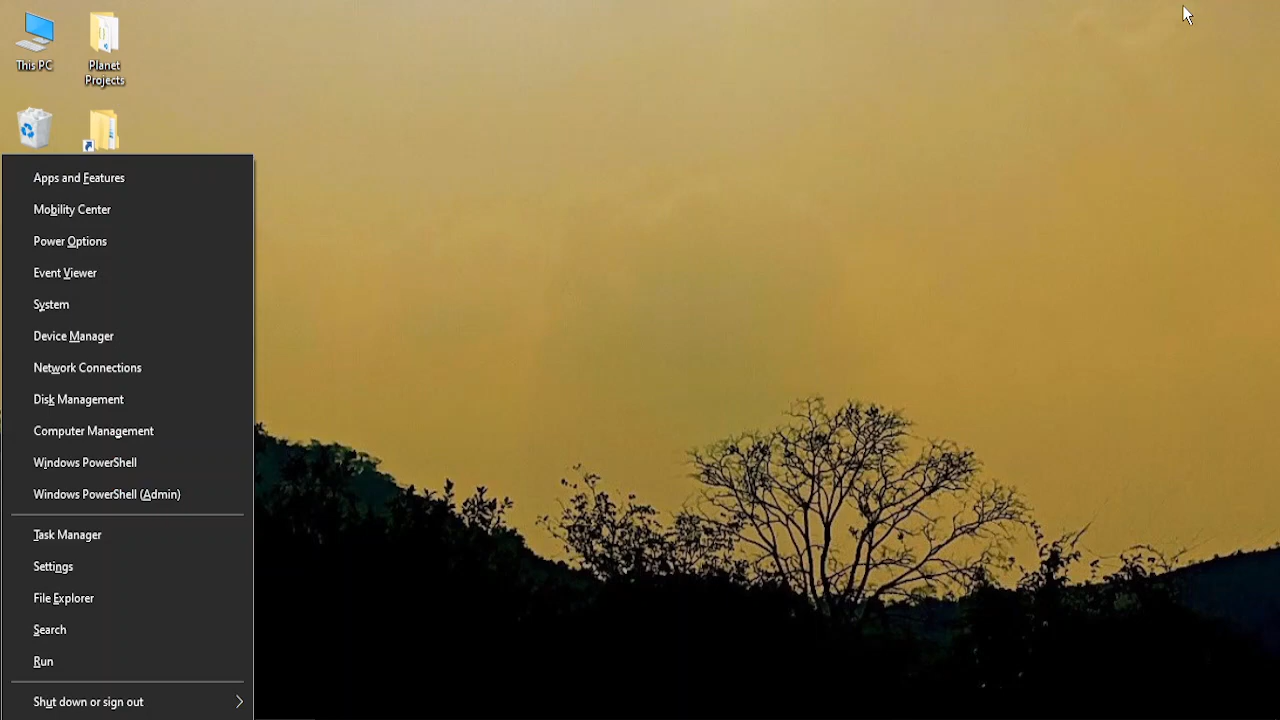 This PC
Planet
Projects
Apps and Features
Mobility Center
Power Options
Event Viewer
System
Device Manager
Network Connections
Disk Management
Computer Management
Windows PowerShell
Windows PowerShell (Admin)
Task Manager
Settings
File Explorer
Search
Run
Shut down or sign out